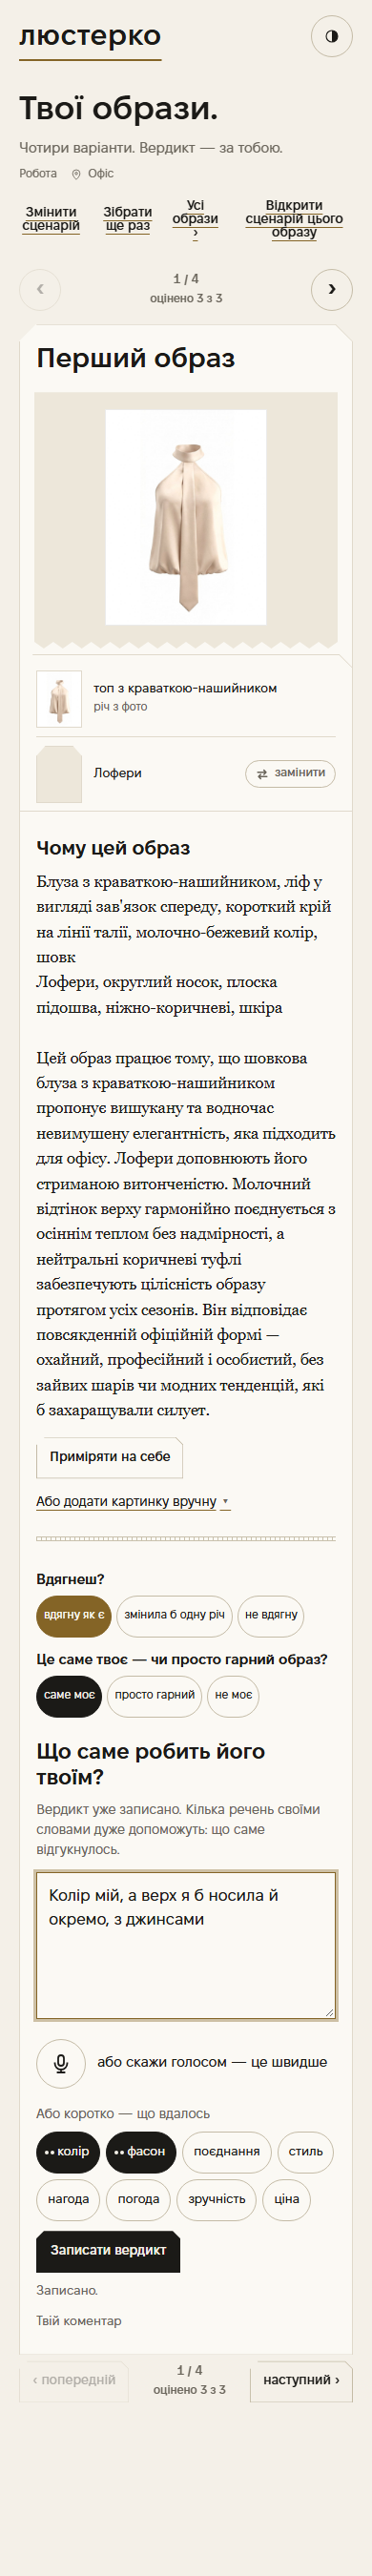 люстерко
Твої образи.
Чотири варіанти. Вердикт — за тобою.
Робота Офіс
Змінити
сценарій
Зібрати
ще раз
Усі
образи
›
Відкрити
сценарій цього
образу
‹
1 / 4
оцінено 3 з 3
›
Перший образ
топ з краваткою-нашийником
річ з фото
Лофери
⇄ замінити
Чому цей образ
Блуза з краваткою-нашийником, ліф у
вигляді зав'язок спереду, короткий крій
на лінії талії, молочно-бежевий колір,
шовк
Лофери, округлий носок, плоска
підошва, ніжно-коричневі, шкіра
Цей образ працює тому, що шовкова
блуза з краваткою-нашийником
пропонує вишукану та водночас
невимушену елегантність, яка підходить
для офісу. Лофери доповнюють його
стриманою витонченістю. Молочний
відтінок верху гармонійно поєднується з
осіннім теплом без надмірності, а
нейтральні коричневі туфлі
забезпечують цілісність образу
протягом усіх сезонів. Він відповідає
повсякденній офіційній формі —
охайний, професійний і особистий, без
зайвих шарів чи модних тенденцій, які
б захаращували силует.
Приміряти на себе
Або додати картинку вручну ▾
Вдягнеш?
вдягну як є змінила б одну річ не вдягну
Це саме твоє — чи просто гарний образ?
саме моє просто гарний не моє
Що саме робить його
твоїм?
Вердикт уже записано. Кілька речень своїми
словами дуже допоможуть: що саме
відгукнулось.
Колір мій, а верх я б носила й
окремо, з джинсами
або скажи голосом — це швидше
Або коротко — що вдалось
•• колір •• фасон поєднання стиль
нагода погода зручність ціна
Записати вердикт
Записано.
Твій коментар
‹ попередній
1 / 4
оцінено 3 з 3
наступний ›